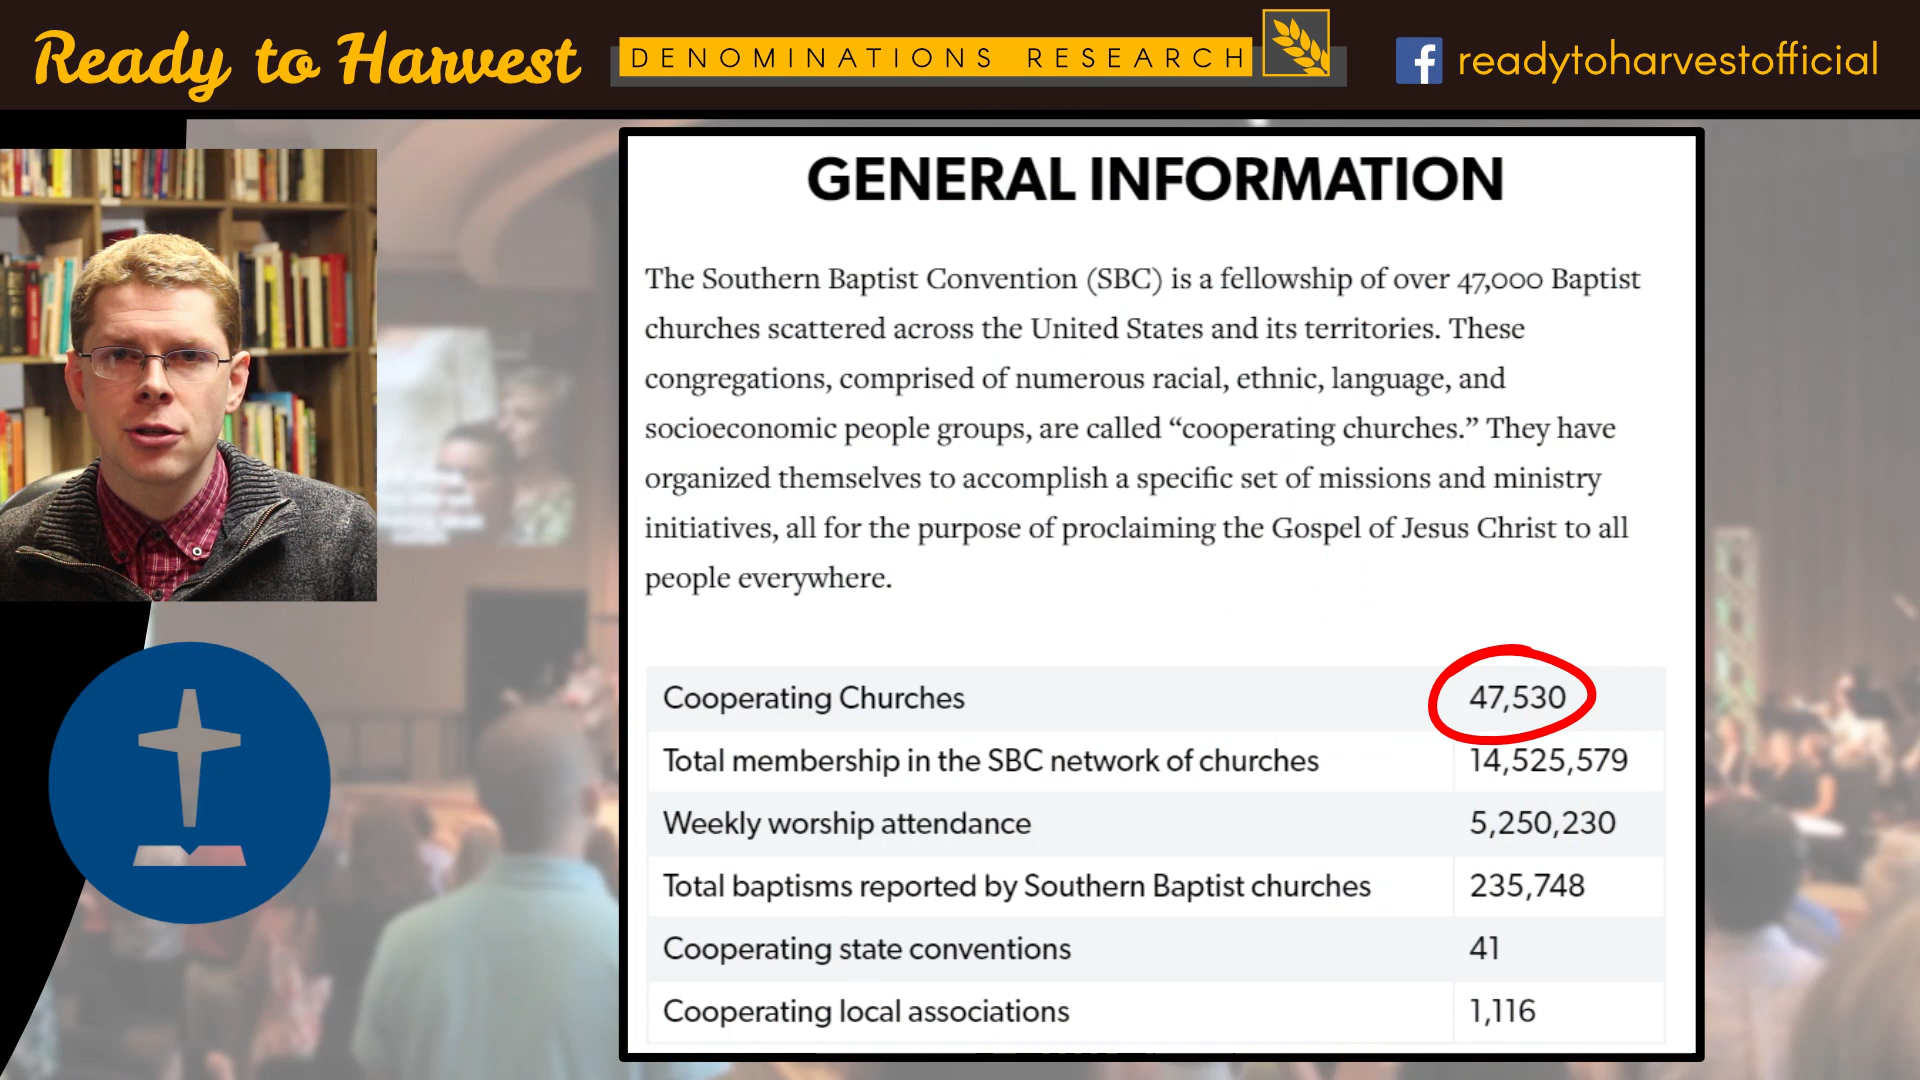 Ready to Harvest
DENOMINATIONS RESEARCH
readytoharvestofficial
GENERAL INFORMATION
The Southern Baptist Convention (SBC) is a fellowship of over 47,000 Baptist
churches scattered across the United States and its territories. These
congregations, comprised of numerous racial, ethnic, language, and
socioeconomic people groups, are called “cooperating churches.” They have
organized themselves to accomplish a specific set of missions and ministry
initiatives, all for the purpose of proclaiming the Gospel of Jesus Christ to all
people everywhere.
Cooperating Churches 47,530
Total membership in the SBC network of churches 14,525,579
Weekly worship attendance 5,250,230
Total baptisms reported by Southern Baptist churches 235,748
Cooperating state conventions 41
Cooperating local associations 1,116